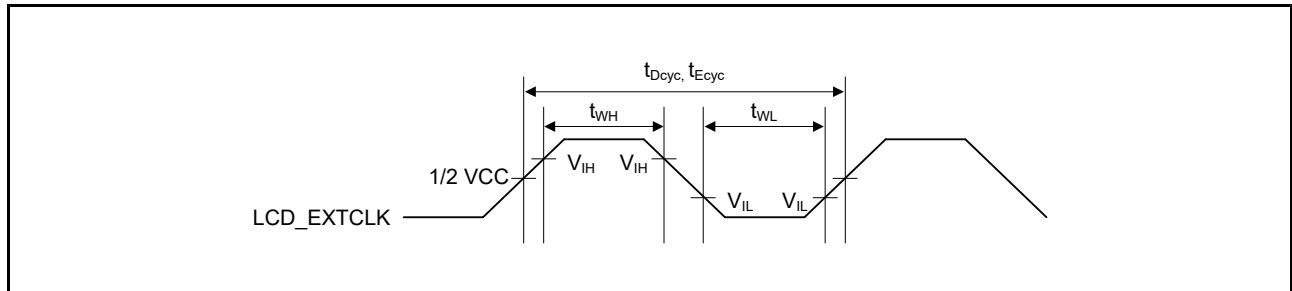 tDcyc, tEcyc
tWH
tWL
VIH
VIH
1/2 VCC
VIL
VIL
LCD_EXTCLK